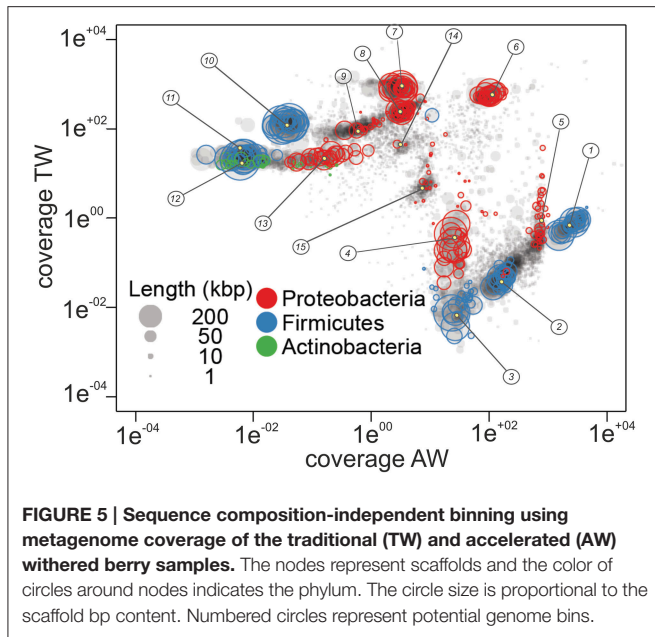 1e+04
1e+02
1e+00
1e-02
1e-04
coverage TW
7
8
14
6
9
10
11
5
1
12
13
15
4
2
3
Length (kbp)
200
50
10
1
Proteobacteria
Firmicutes
Actinobacteria
1e-04
1e-02
1e+00
1e+02
1e+04
coverage AW
FIGURE 5 | Sequence composition-independent binning using
metagenome coverage of the traditional (TW) and accelerated (AW)
withered berry samples. The nodes represent scaffolds and the color of
circles around nodes indicates the phylum. The circle size is proportional to the
scaffold bp content. Numbered circles represent potential genome bins.